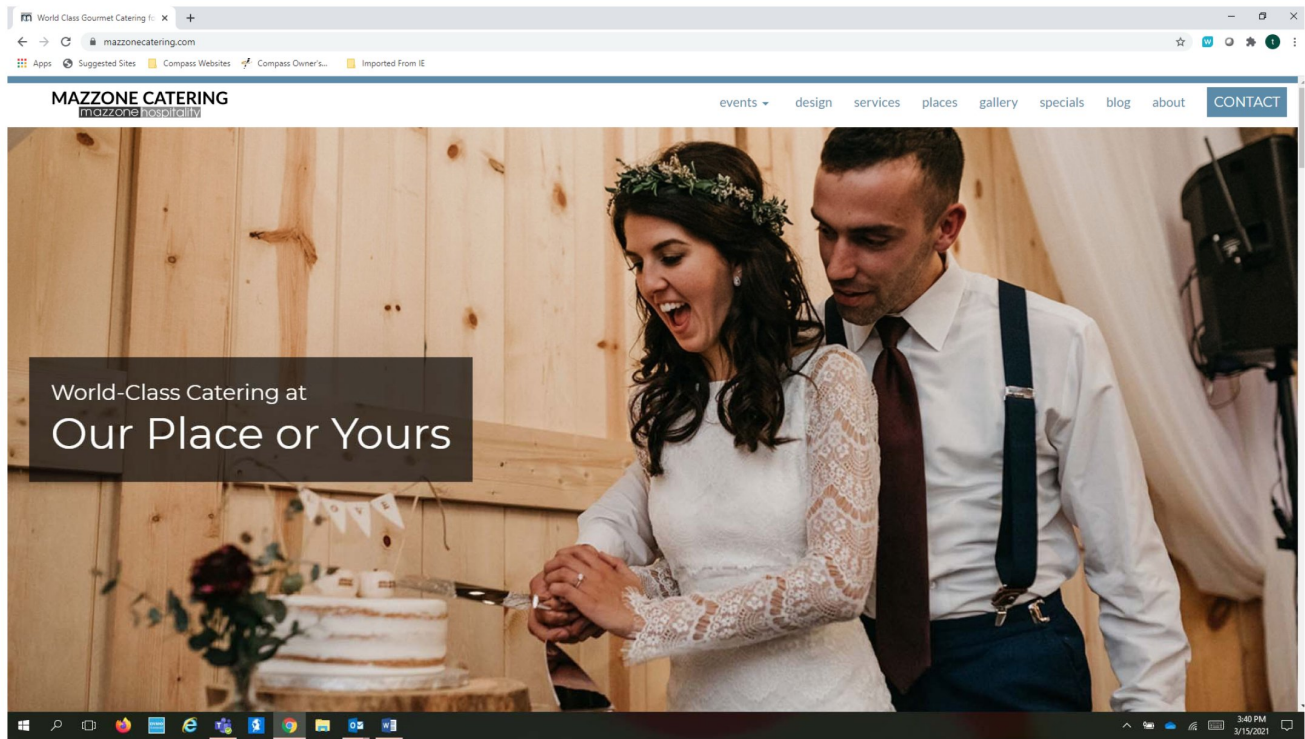 World Class Gourmet Catering fo
mazzonecatering.com
Apps Suggested Sites Compass Websites Compass Owner's... Imported From IE
MAZZONE CATERING
mazzone hospitality
events design services places gallery specials blog about CONTACT
World-Class Catering at
Our Place or Yours
LOVE
3:40 PM
3/15/2021